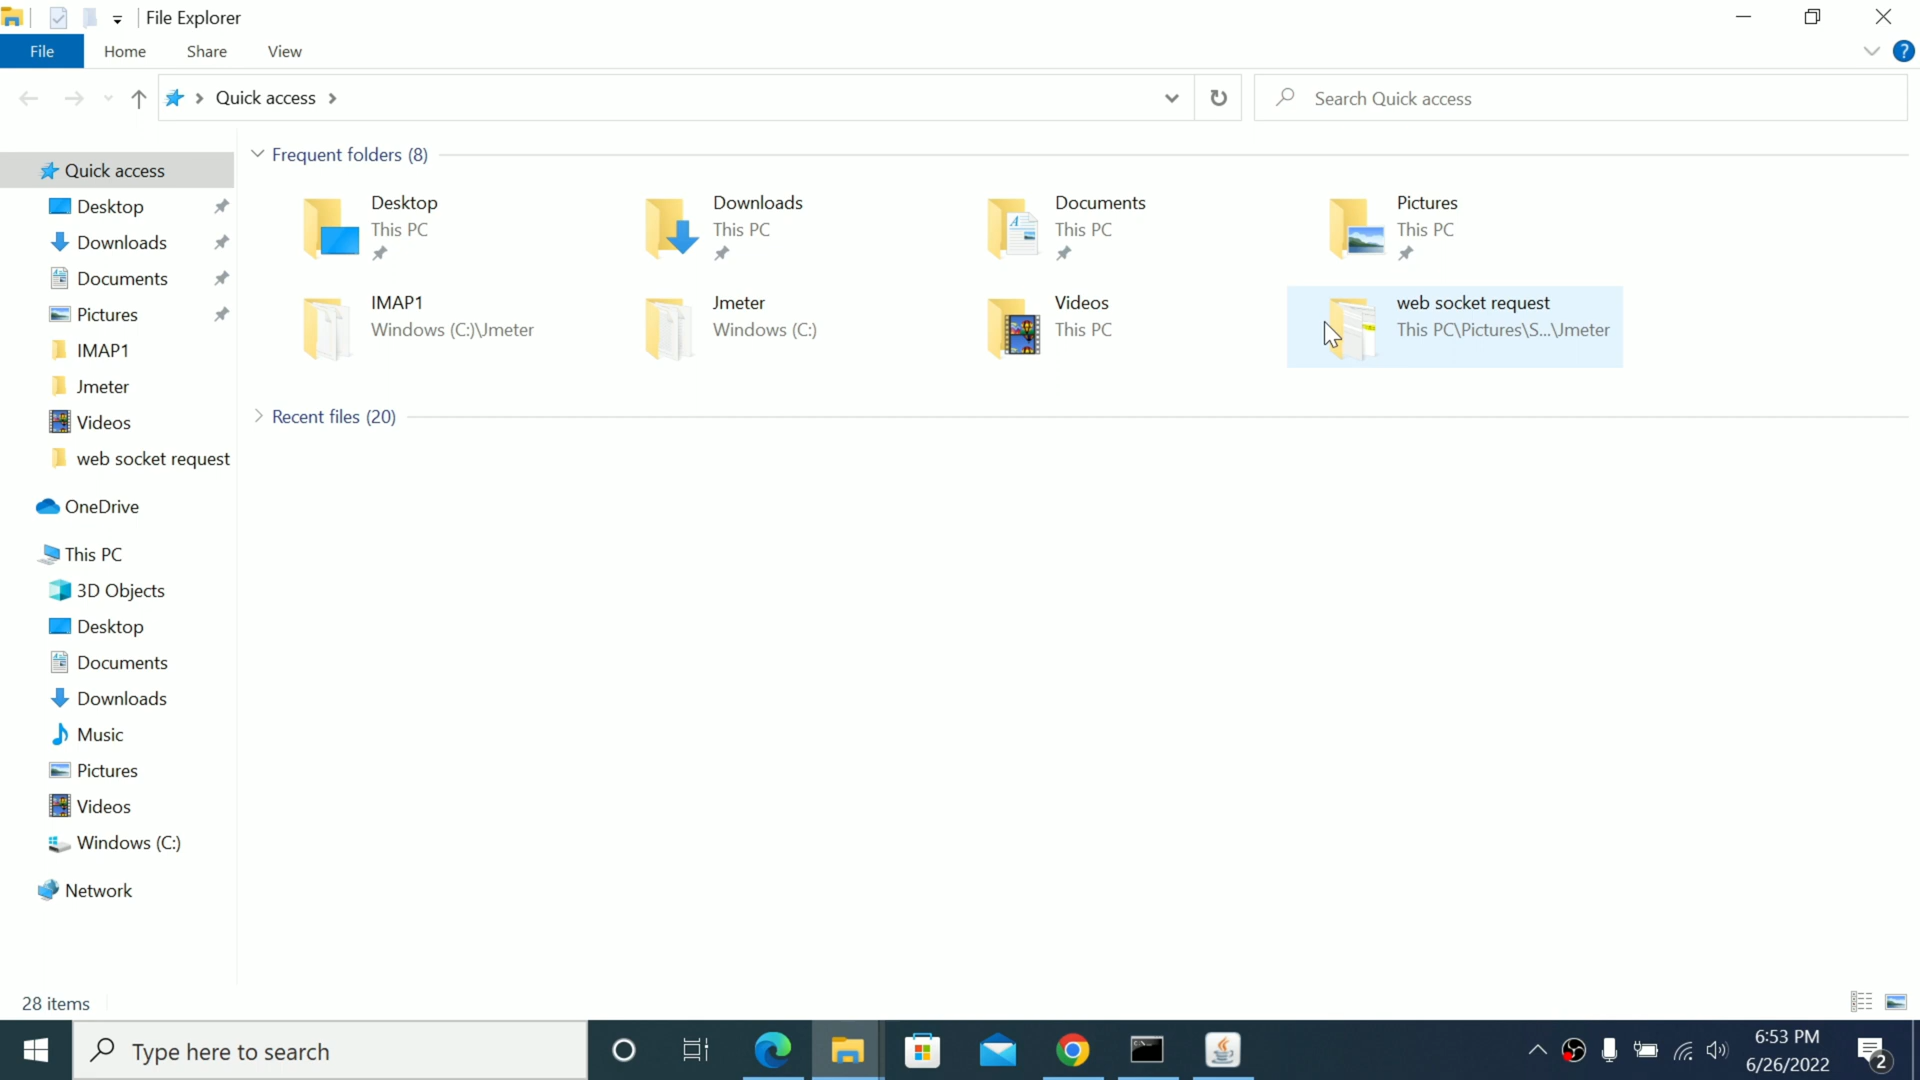 File Explorer
File Home Share View
Quick access
Search Quick access
Quick access
Desktop
Downloads
Documents
Pictures
IMAP1
Jmeter
Videos
web socket request
OneDrive
This PC
3D Objects
Desktop
Documents
Downloads
Music
Pictures
Videos
Windows (C:)
Network
Frequent folders (8)
Desktop
This PC
Downloads
This PC
Documents
This PC
Pictures
This PC
IMAP1
Windows (C:)\Jmeter
Jmeter
Windows (C:)
Videos
This PC
web socket request
This PC\Pictures\S...\Jmeter
Recent files (20)
28 items
Type here to search
6:53 PM
6/26/2022
2